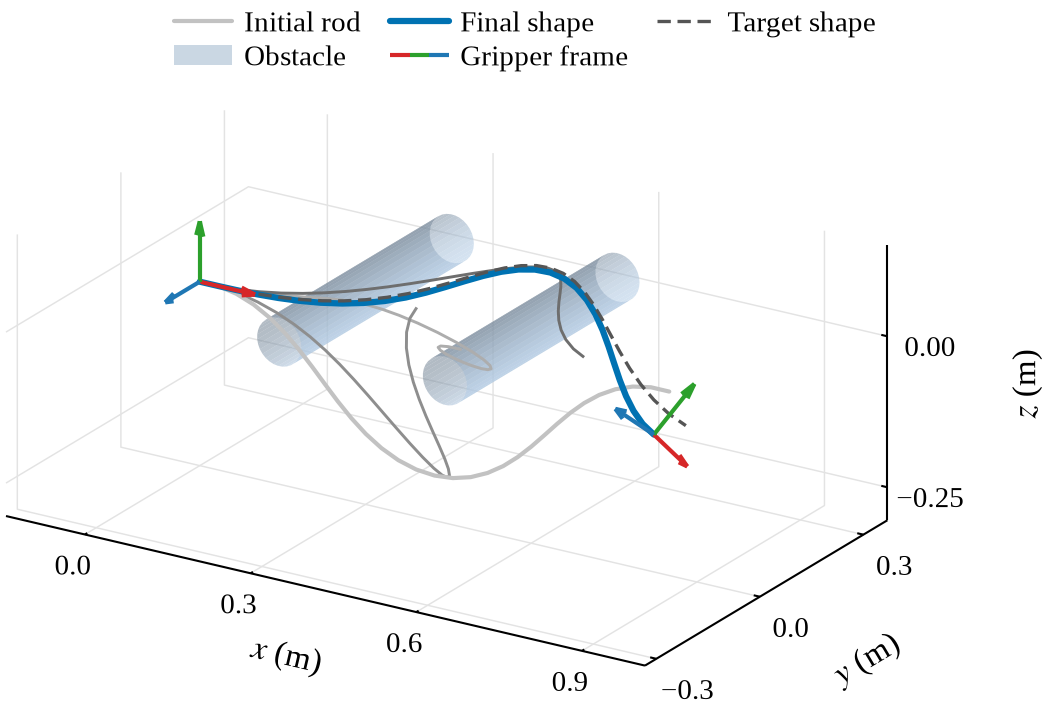 Initial rod Final shape Target shape
Obstacle Gripper frame
0.00
z (m)
−0.25
0.0
0.3
0.3
0.0
x (m)
0.6
y (m)
0.9
−0.3